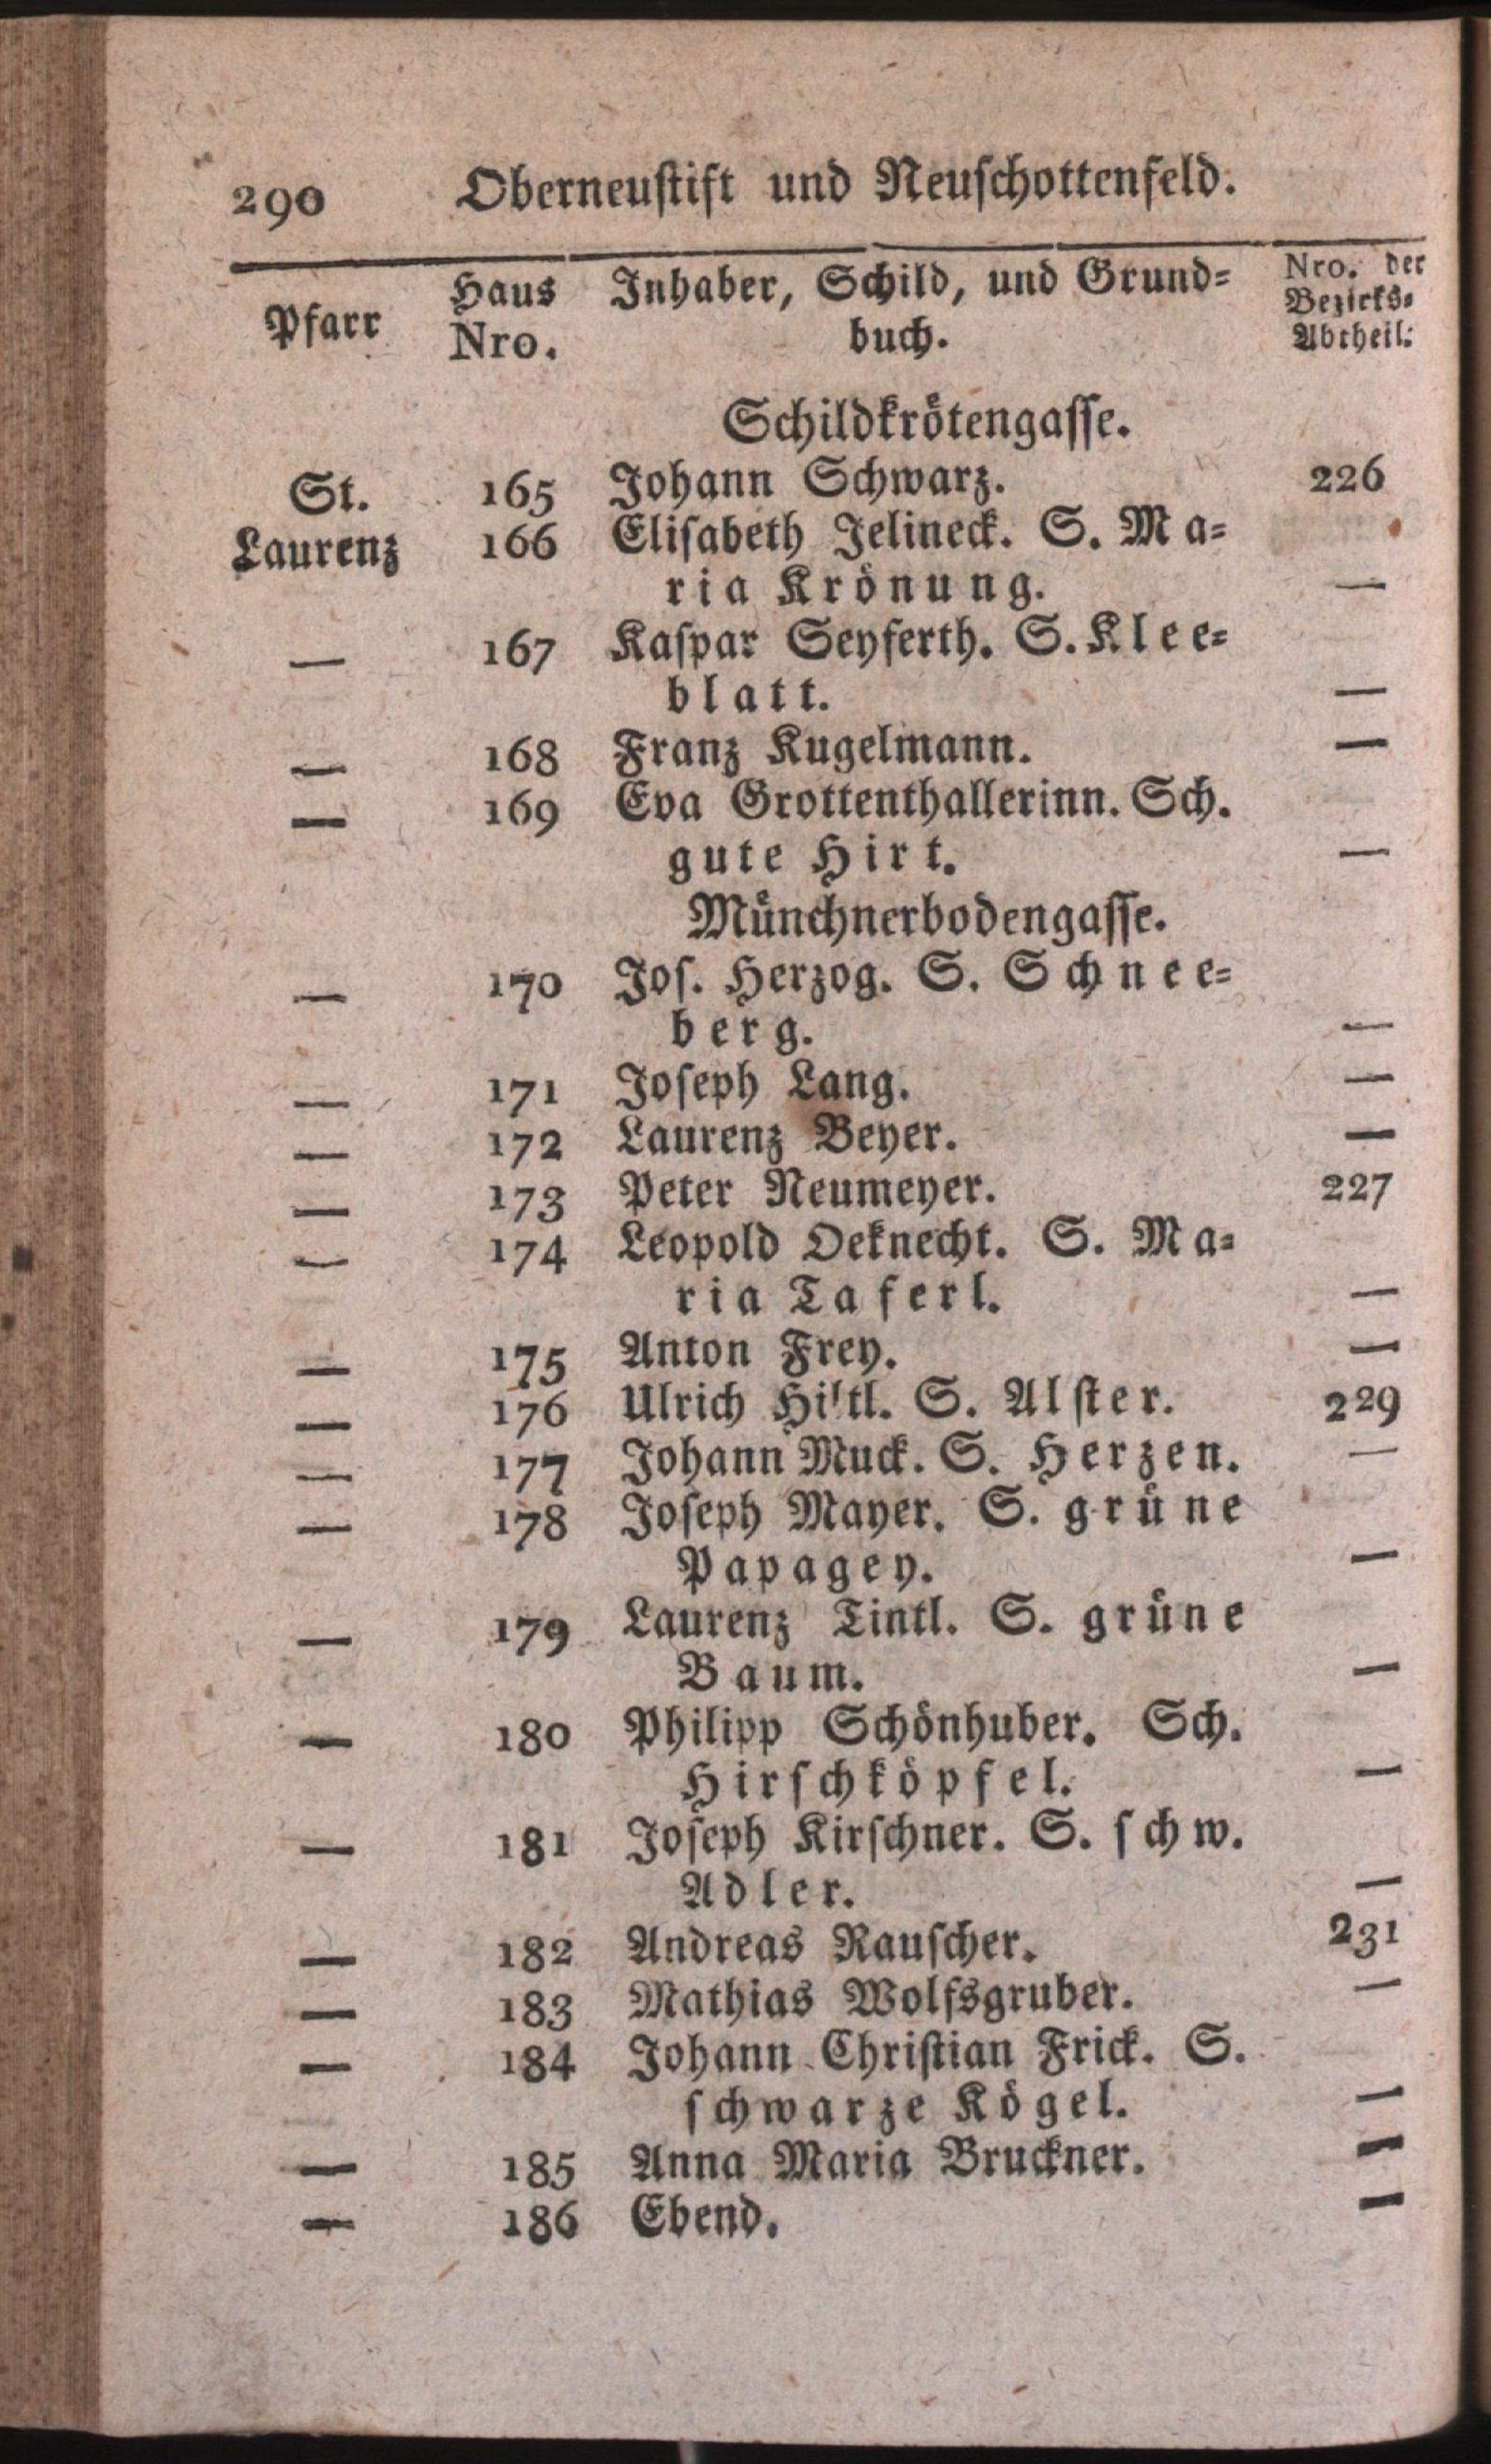 290 Oberneuſtift und Neuſchottenfeld.
Pfarr Haus Nro. Inhaber, Schild, und Grund= buch. Nro. der Bezirks= Abtheil:
Schildkrötengaſſe.
St. 165 Johann Schwarz. 226
Laurenz 166 Eliſabeth Jelineck. S. Ma=
ria Krönung. —
— 167 Kaſpar Seyferth. S. Klee=
blatt. —
— 168 Franz Kugelmann. —
— 169 Eva Grottenthallerinn. Sch.
gute Hirt. —
Münchnerbodengaſſe.
— 170 Joſ. Herzog. S. Schnee=
berg. —
— 171 Joſeph Lang. —
— 172 Laurenz Beyer. —
— 173 Peter Neumeyer. 227
— 174 Leopold Oeknecht. S. Ma=
ria Taferl. —
— 175 Anton Frey. —
— 176 Ulrich S. Alſter. 229
— 177 Johann Muck. S. Herzen. —
— 178 Joſeph Mayer. S. grüne
Papagey. —
— 179 Laurenz Tintl. S. grüne
Baum. —
— 180 Philipp Schönhuber. Sch.
Hirſchköpfel. —
— 181 Joſeph Kirſchner. S. ſchw.
Adler. —
— 182 Andreas Rauſcher. 231
— 183 Mathias Wolfsgruber. —
— 184 Johann Chriſtian Frick. S.
ſchwarze Kögel. —
— 185 Anna Maria Bruckner. —
— 186 Ebend. —